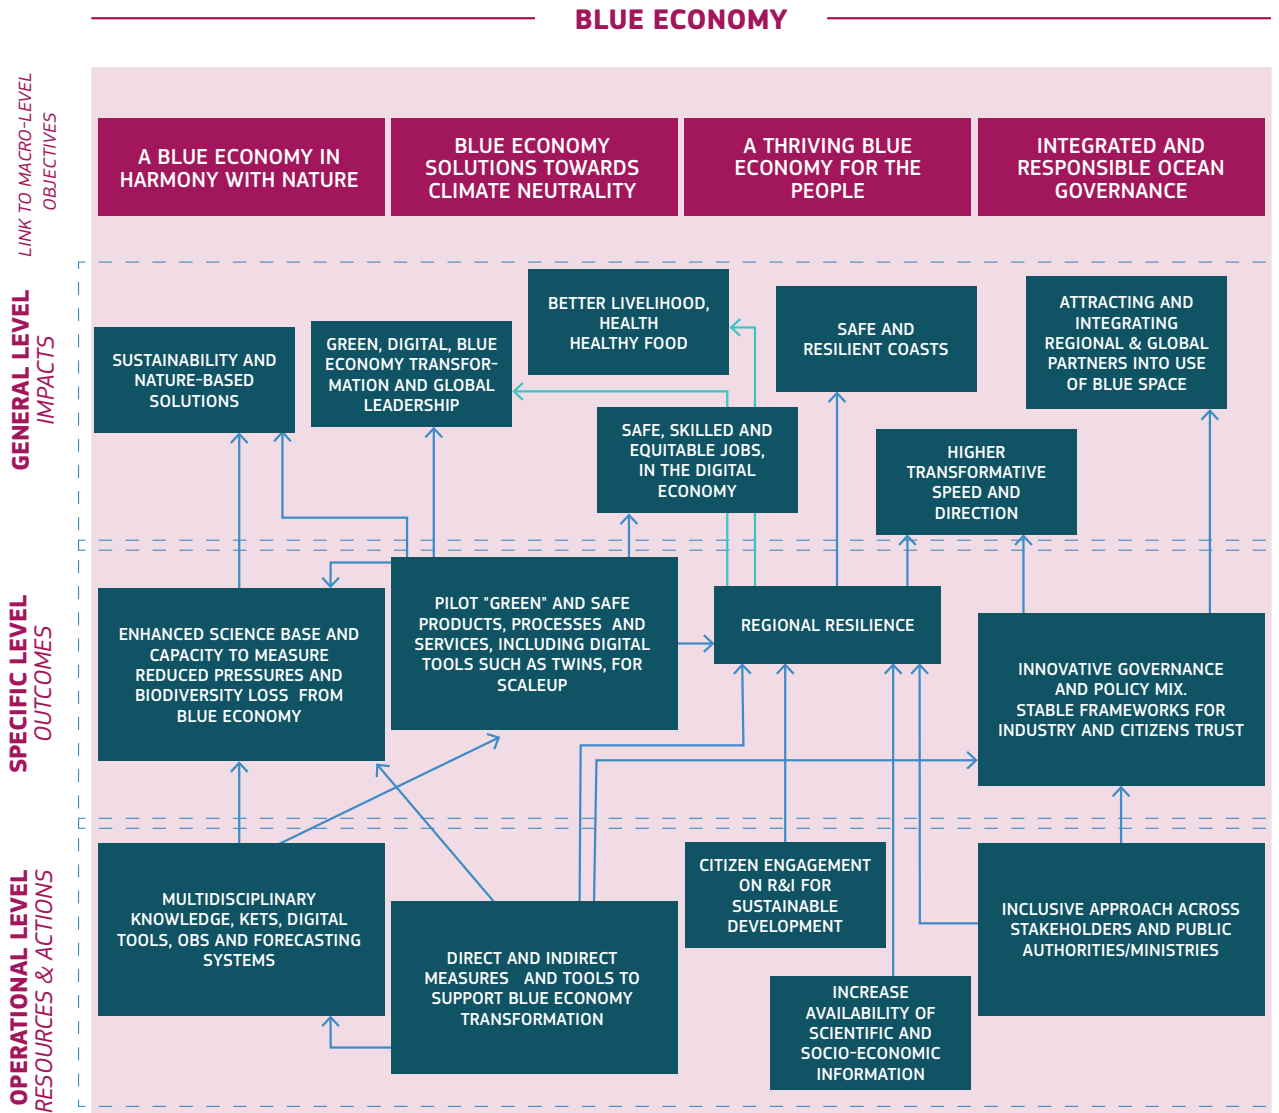 BLUE ECONOMY
LINK TO MACRO-LEVEL
OBJECTIVES
A BLUE ECONOMY IN
HARMONY WITH NATURE
BLUE ECONOMY
SOLUTIONS TOWARDS
CLIMATE NEUTRALITY
A THRIVING BLUE
ECONOMY FOR THE
PEOPLE
INTEGRATED AND
RESPONSIBLE OCEAN
GOVERNANCE
GENERAL LEVEL
IMPACTS
SUSTAINABILITY AND
NATURE-BASED
SOLUTIONS
GREEN, DIGITAL, BLUE
ECONOMY TRANSFOR-
MATION AND GLOBAL
LEADERSHIP
BETTER LIVELIHOOD,
HEALTH
HEALTHY FOOD
SAFE, SKILLED AND
EQUITABLE JOBS,
IN THE DIGITAL
ECONOMY
SAFE AND
RESILIENT COASTS
HIGHER
TRANSFORMATIVE
SPEED AND
DIRECTION
ATTRACTING AND
INTEGRATING
REGIONAL & GLOBAL
PARTNERS INTO USE
OF BLUE SPACE
SPECIFIC LEVEL
OUTCOMES
ENHANCED SCIENCE BASE AND
CAPACITY TO MEASURE
REDUCED PRESSURES AND
BIODIVERSITY LOSS FROM
BLUE ECONOMY
PILOT "GREEN" AND SAFE
PRODUCTS, PROCESSES AND
SERVICES, INCLUDING DIGITAL
TOOLS SUCH AS TWINS, FOR
SCALEUP
REGIONAL RESILIENCE
INNOVATIVE GOVERNANCE
AND POLICY MIX.
STABLE FRAMEWORKS FOR
INDUSTRY AND CITIZENS TRUST
OPERATIONAL LEVEL
RESOURCES & ACTIONS
MULTIDISCIPLINARY
KNOWLEDGE, KETS, DIGITAL
TOOLS, OBS AND FORECASTING
SYSTEMS
DIRECT AND INDIRECT
MEASURES AND TOOLS TO
SUPPORT BLUE ECONOMY
TRANSFORMATION
CITIZEN ENGAGEMENT
ON R&I FOR
SUSTAINABLE
DEVELOPMENT
INCREASE
AVAILABILITY OF
SCIENTIFIC AND
SOCIO-ECONOMIC
INFORMATION
INCLUSIVE APPROACH ACROSS
STAKEHOLDERS AND PUBLIC
AUTHORITIES/MINISTRIES